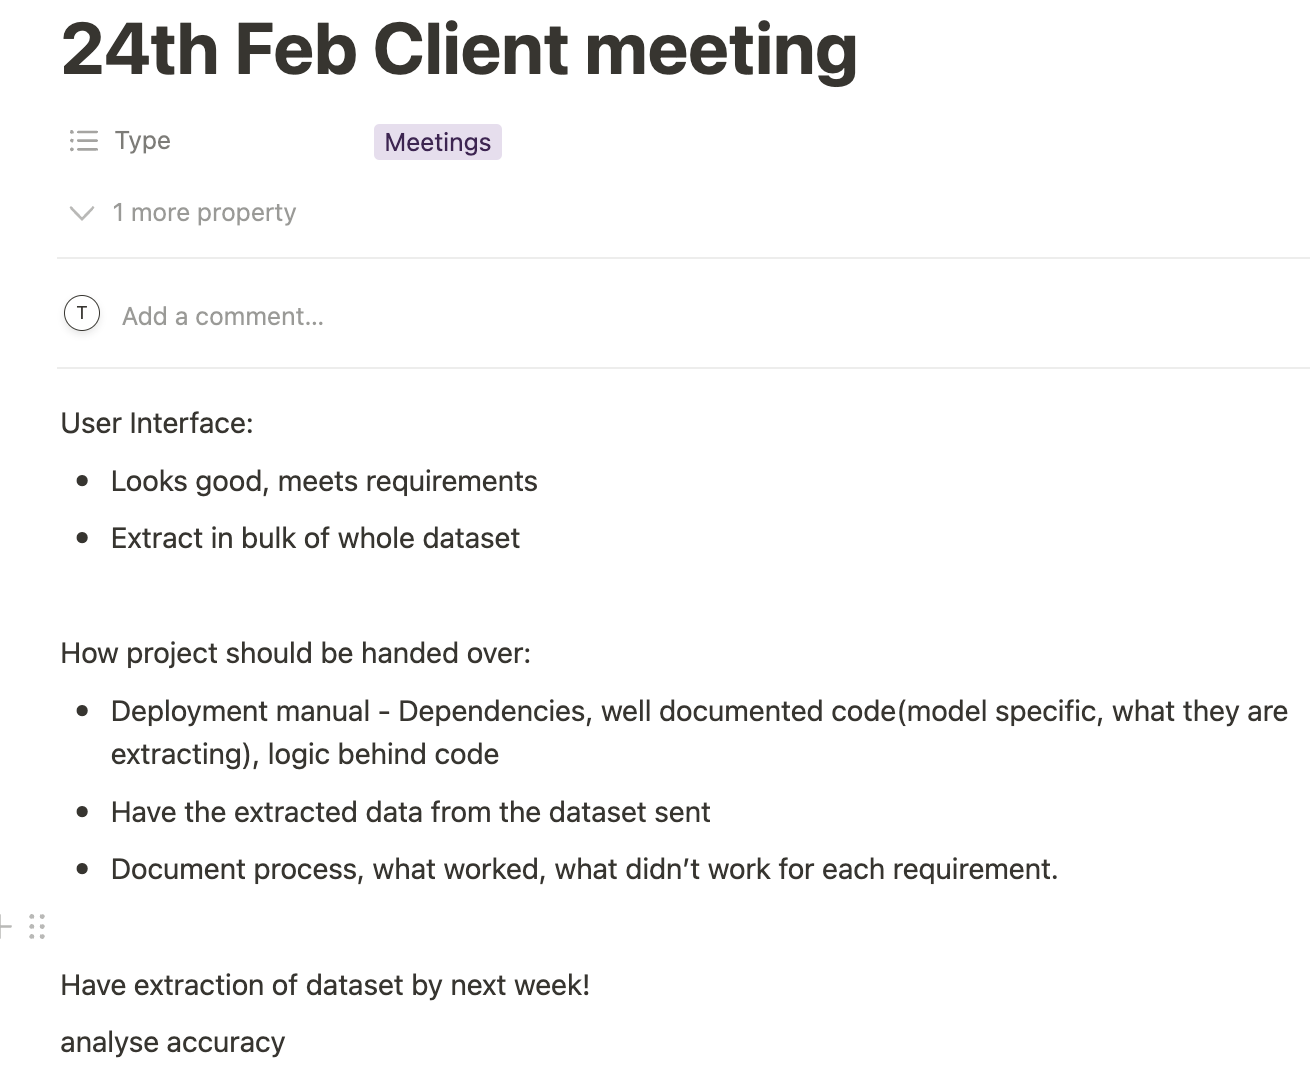 24th Feb Client meeting
Type Meetings
1 more property
T Add a comment...
User Interface:
• Looks good, meets requirements
• Extract in bulk of whole dataset
How project should be handed over:
• Deployment manual - Dependencies, well documented code(model specific, what they are
extracting), logic behind code
• Have the extracted data from the dataset sent
• Document process, what worked, what didn’t work for each requirement.
Have extraction of dataset by next week!
analyse accuracy